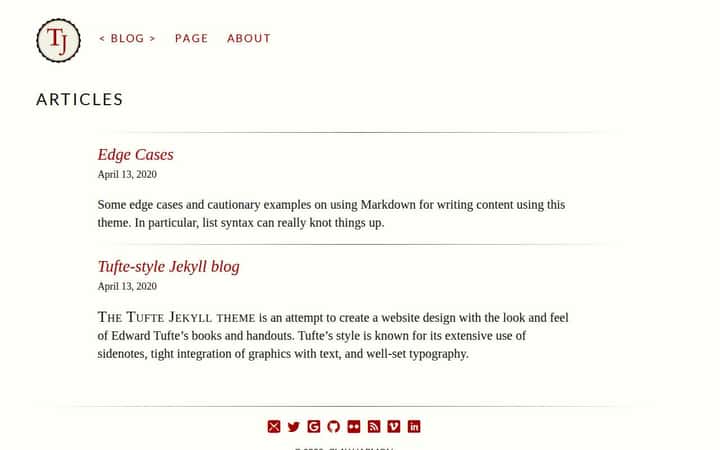 TJ
< BLOG > PAGE ABOUT
ARTICLES
Edge Cases
April 13, 2020
Some edge cases and cautionary examples on using Markdown for writing content using this
theme. In particular, list syntax can really knot things up.
Tufte-style Jekyll blog
April 13, 2020
THE TUFTE JEKYLL THEME is an attempt to create a website design with the look and feel
of Edward Tufte’s books and handouts. Tufte’s style is known for its extensive use of
sidenotes, tight integration of graphics with text, and well-set typography.